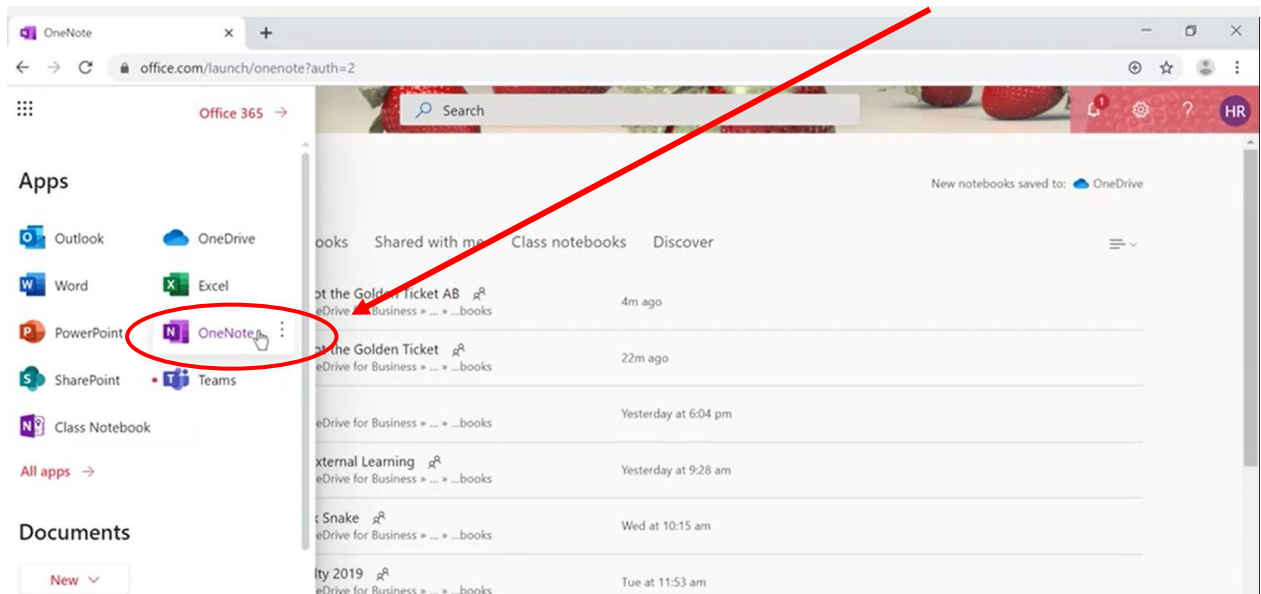 OneNote
office.com/launch/onenote?auth=2
Office 365
Search
1
?
HR
Apps
New notebooks saved to: OneDrive
Outlook
OneDrive
ooks
Shared with me
Class notebooks
Discover
Word
Excel
ot the Golden Ticket AB
4m ago
eDrive for Business » ... » ...books
PowerPoint
OneNote
ot the Golden Ticket
22m ago
eDrive for Business » ... » ...books
SharePoint
Teams
Yesterday at 6:04 pm
eDrive for Business » ... » ...books
Class Notebook
xternal Learning
Yesterday at 9:28 am
eDrive for Business » ... » ...books
All apps
Snake
Wed at 10:15 am
eDrive for Business » ... » ...books
Documents
New
lty 2019
Tue at 11:53 am
eDrive for Business » ... » ...books